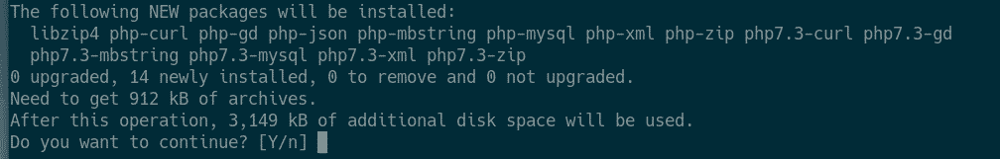 The following NEW packages will be installed:
libzip4 php-curl php-gd php-json php-mbstring php-mysql php-xml php-zip php7.3-curl php7.3-gd
php7.3-mbstring php7.3-mysql php7.3-xml php7.3-zip
0 upgraded, 14 newly installed, 0 to remove and 0 not upgraded.
Need to get 912 kB of archives.
After this operation, 3,149 kB of additional disk space will be used.
Do you want to continue? [Y/n]